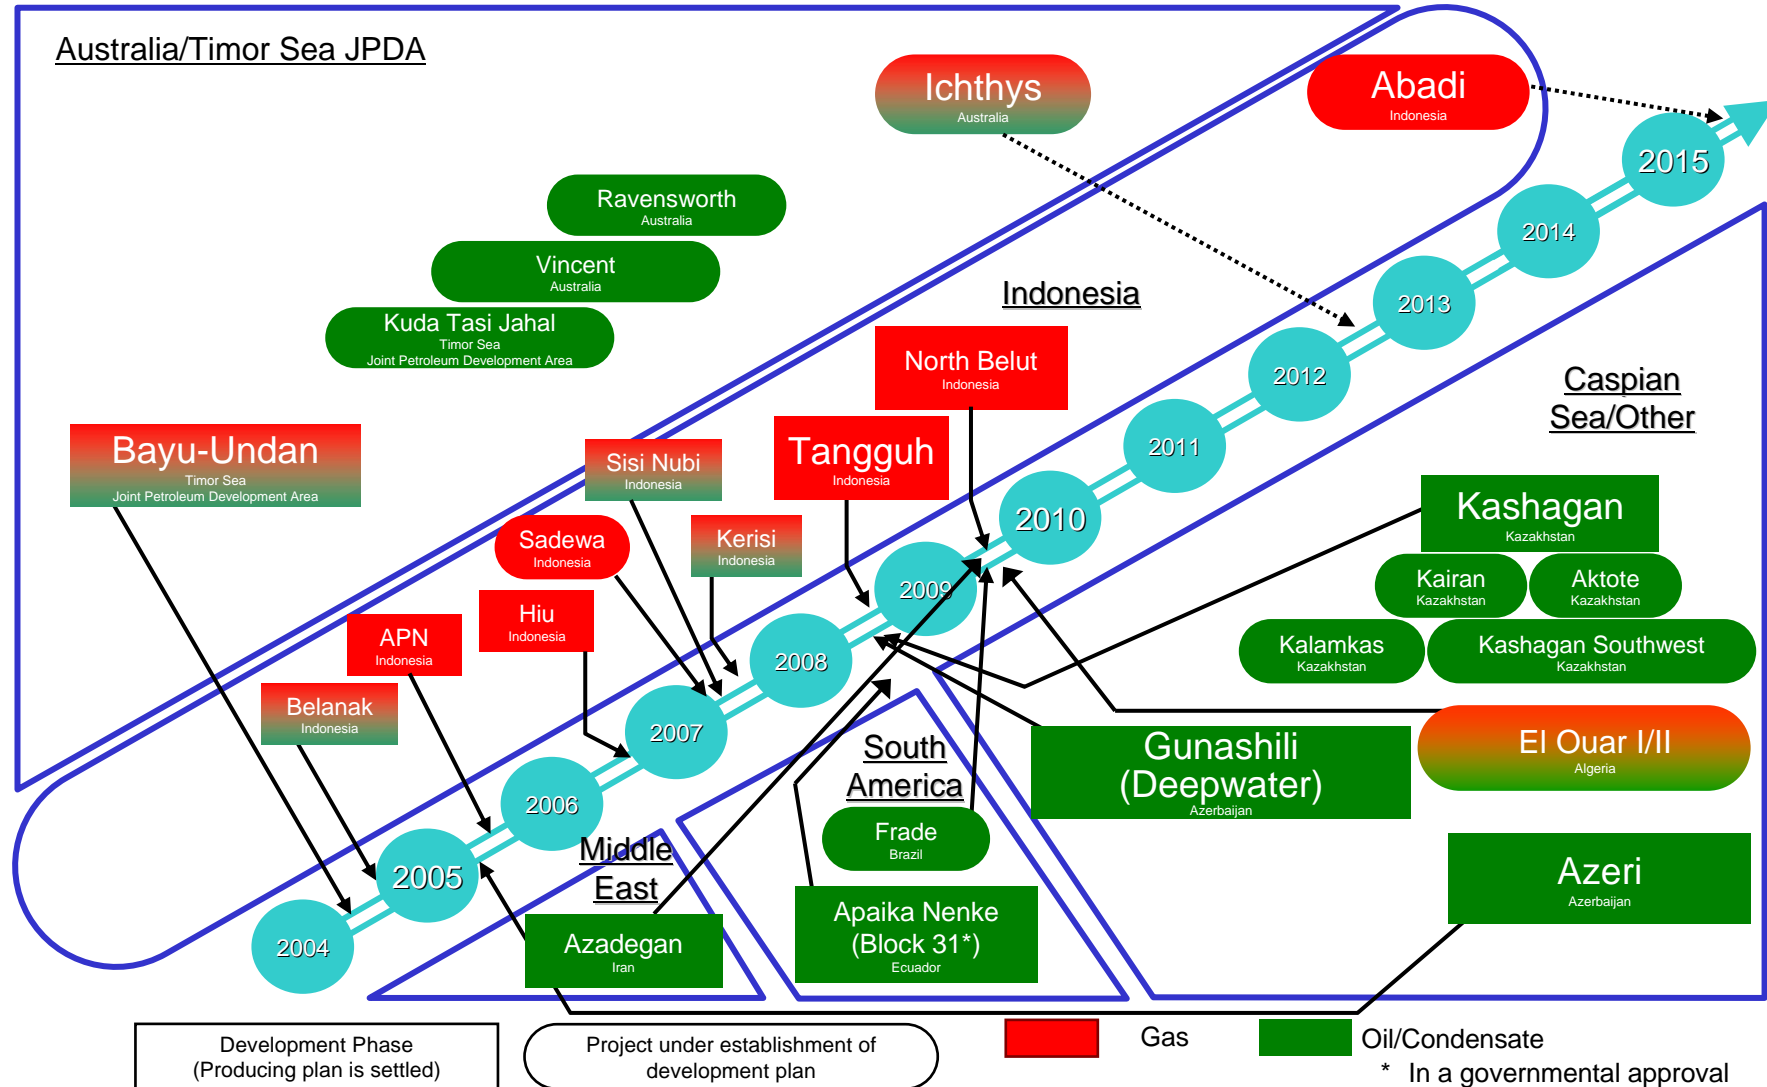 Australia/Timor Sea JPDA
Ichthys
Australia
Abadi
Indonesia
2015
Ravensworth
Australia
2014
Vincent
Australia
Indonesia
2013
Kuda Tasi Jahal
Timor Sea
Joint Petroleum Development Area
North Belut
Indonesia
2012
Caspian
Sea/Other
Bayu-Undan
Timor Sea
Joint Petroleum Development Area
Sisi Nubi
Indonesia
Tangguh
Indonesia
2011
2010
Kashagan
Kazakhstan
Sadewa
Indonesia
Kerisi
Indonesia
2009
Kairan
Kazakhstan
Aktote
Kazakhstan
Hiu
Indonesia
APN
Indonesia
2008
Kalamkas
Kazakhstan
Kashagan Southwest
Kazakhstan
Belanak
Indonesia
2007
South
America
Gunashili
(Deepwater)
Azerbaijan
El Ouar I/II
Algeria
2006
Frade
Brazil
Middle
East
2005
Azeri
Azerbaijan
2004
Azadegan
Iran
Apaika Nenke
(Block 31*)
Ecuador
Development Phase
(Producing plan is settled)
Project under establishment of
development plan
Gas
Oil/Condensate
* In a governmental approval